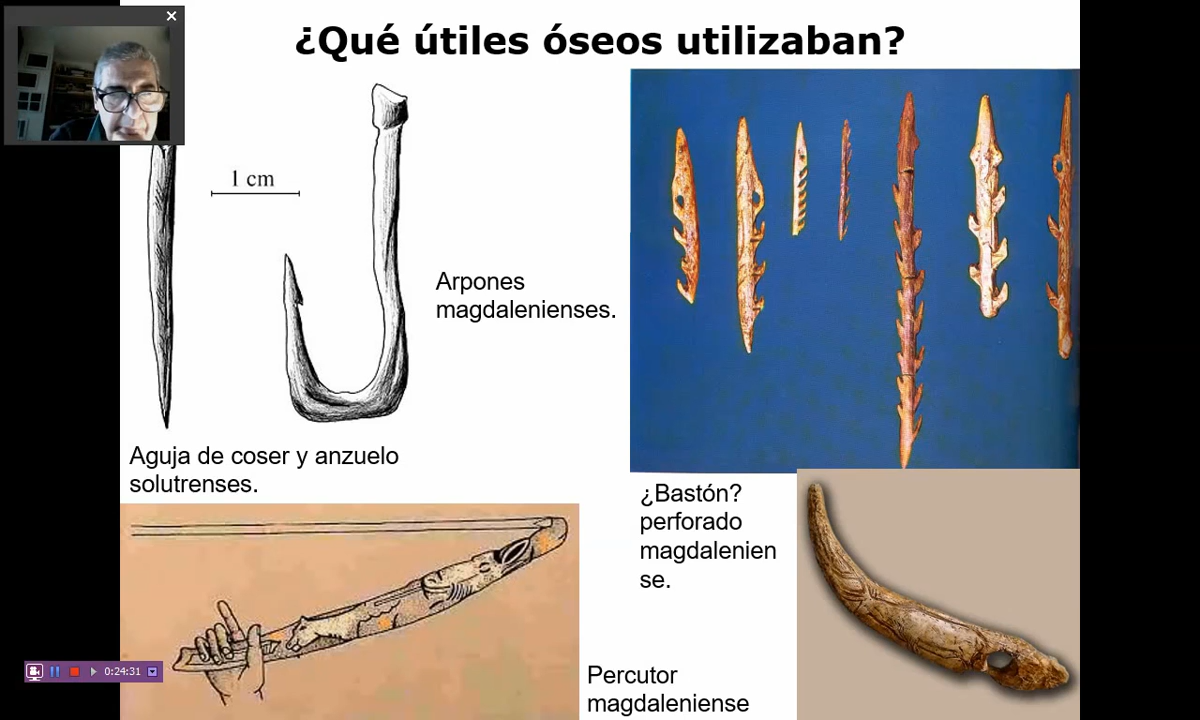 ¿Qué útiles óseos utilizaban?
1 cm
Arpones
magdalenienses.
Aguja de coser y anzuelo
solutrenses.
¿Bastón?
perforado
magdalenien
se.
Percutor
magdaleniense
0:24:31